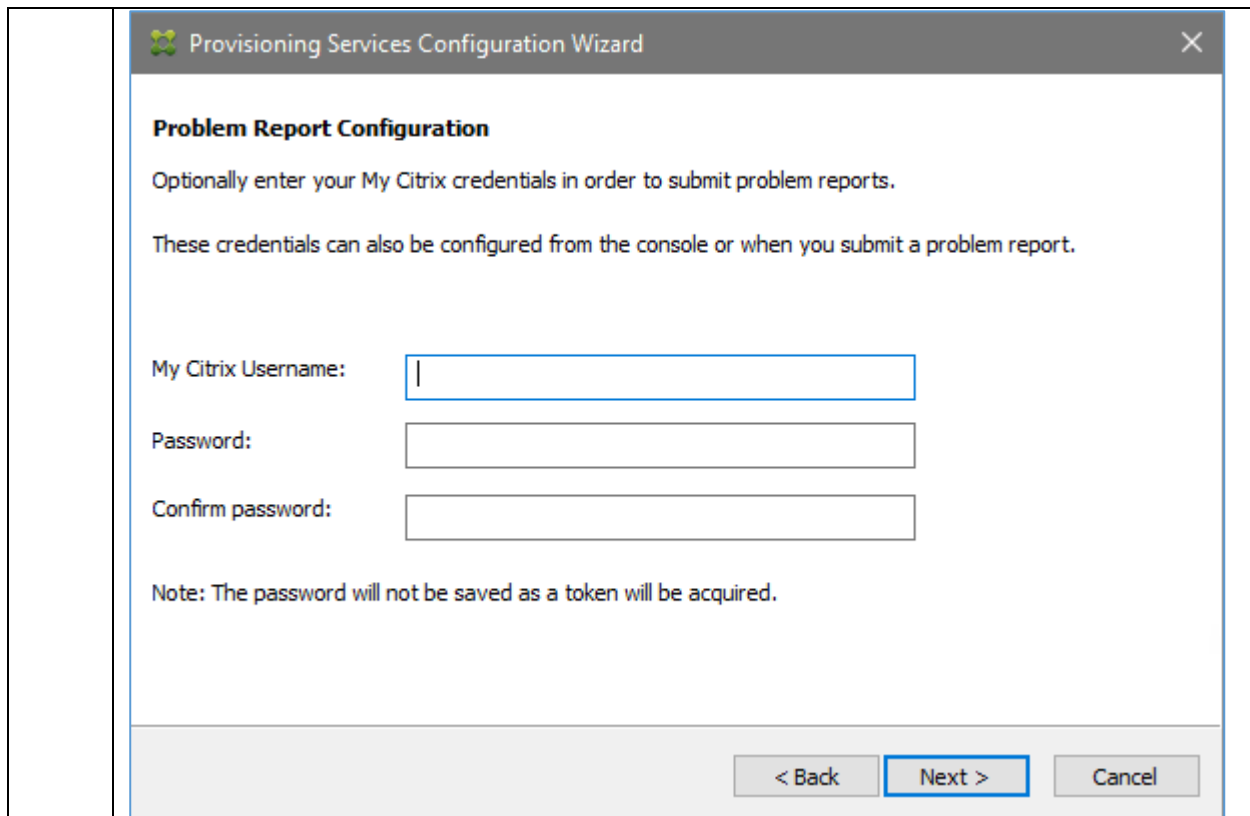 Provisioning Services Configuration Wizard
Problem Report Configuration
Optionally enter your My Citrix credentials in order to submit problem reports.
These credentials can also be configured from the console or when you submit a problem report.
My Citrix Username:
Password:
Confirm password:
Note: The password will not be saved as a token will be acquired.
< Back Next > Cancel